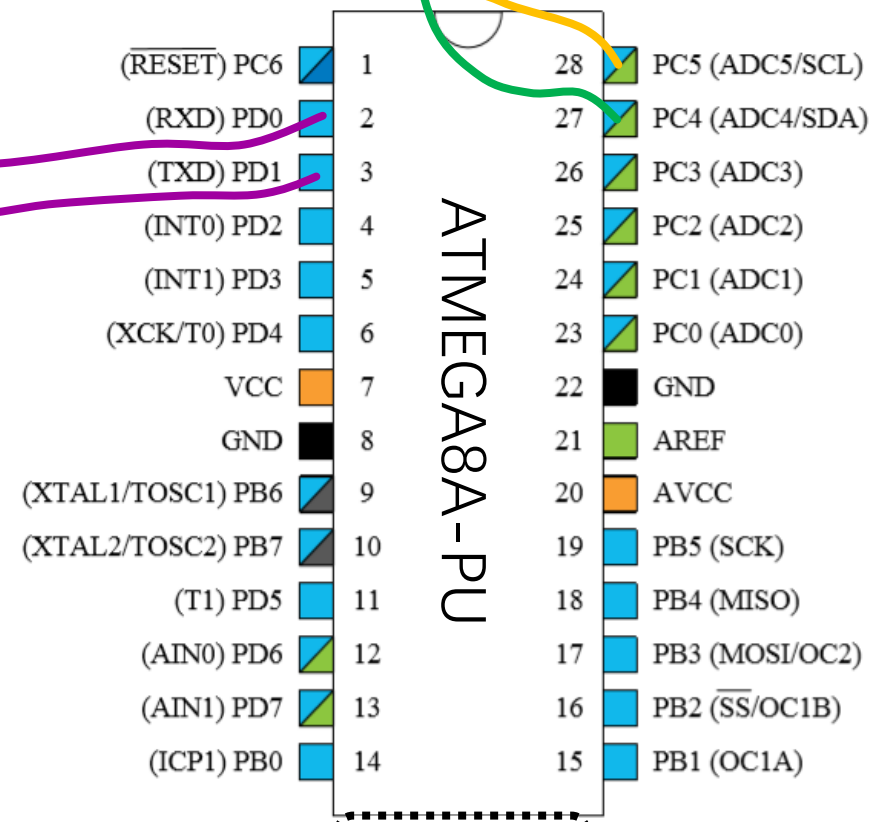 (RESET) PC6 1 28 PC5 (ADC5/SCL)
(RXD) PD0 2 27 PC4 (ADC4/SDA)
(TXD) PD1 3 26 PC3 (ADC3)
(INT0) PD2 4 25 PC2 (ADC2)
(INT1) PD3 5 24 PC1 (ADC1)
(XCK/T0) PD4 6 23 PC0 (ADC0)
VCC 7 22 GND
GND 8 21 AREF
(XTAL1/TOSC1) PB6 9 20 AVCC
(XTAL2/TOSC2) PB7 10 19 PB5 (SCK)
(T1) PD5 11 18 PB4 (MISO)
(AIN0) PD6 12 17 PB3 (MOSI/OC2)
(AIN1) PD7 13 16 PB2 (SS/OC1B)
(ICP1) PB0 14 15 PB1 (OC1A)
ATMEGA8A-PU